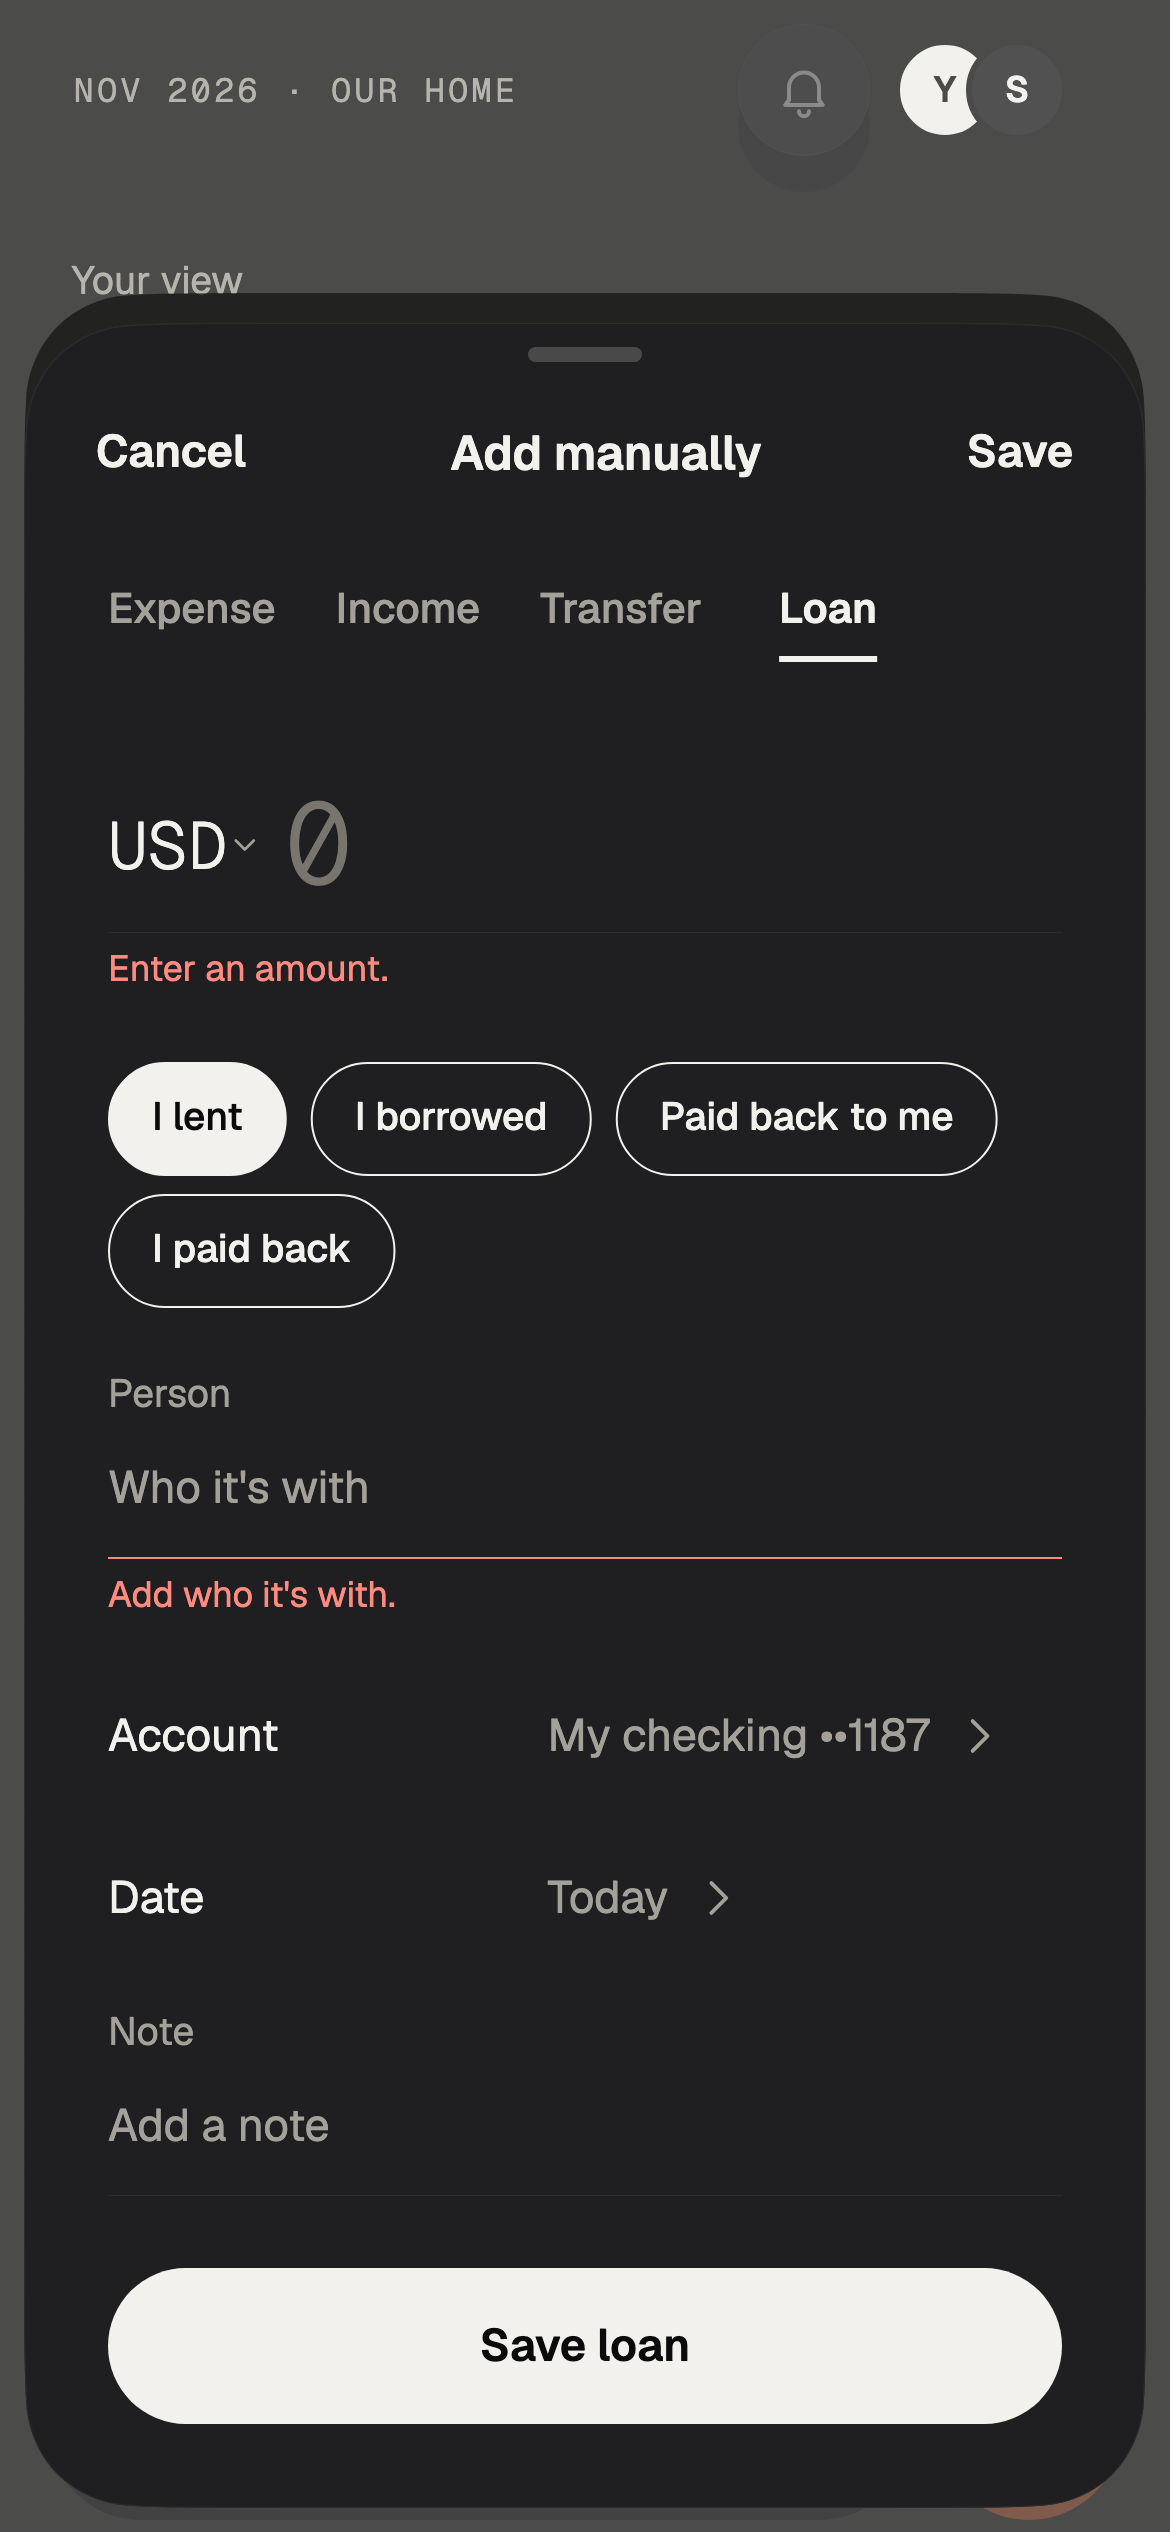 NOV 2026 · OUR HOME
Y S
Your view
Cancel Add manually Save
Expense Income Transfer Loan
USD 0
Enter an amount.
I lent I borrowed Paid back to me
I paid back
Person
Who it's with
Add who it's with.
Account My checking ••1187
Date Today
Note
Add a note
Save loan